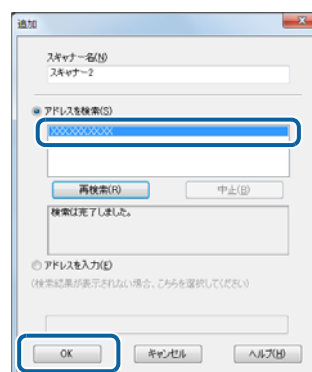 追加
スキャナー名(N)
スキャナー2
アドレスを検索(S)
XXXXXXXXXX
再検索(R)
中止(B)
検索は完了しました。
アドレスを入力(E)
(検索結果が表示されない場合、こちらを選択してください)
OK
キャンセル
ヘルプ(H)